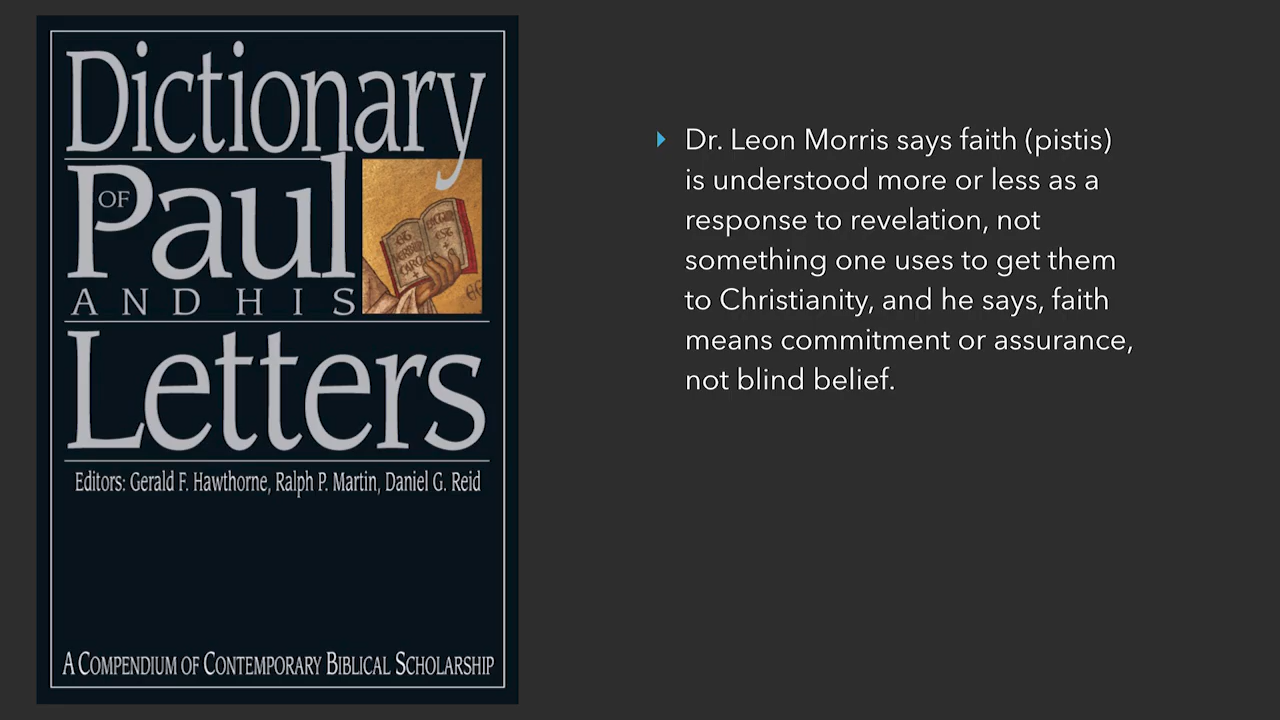 Dictionary
OF Paul
AND HIS
Letters
Editors: Gerald F. Hawthorne, Ralph P. Martin, Daniel G. Reid
A COMPENDIUM OF CONTEMPORARY BIBLICAL SCHOLARSHIP
Dr. Leon Morris says faith (pistis)
is understood more or less as a
response to revelation, not
something one uses to get them
to Christianity, and he says, faith
means commitment or assurance,
not blind belief.